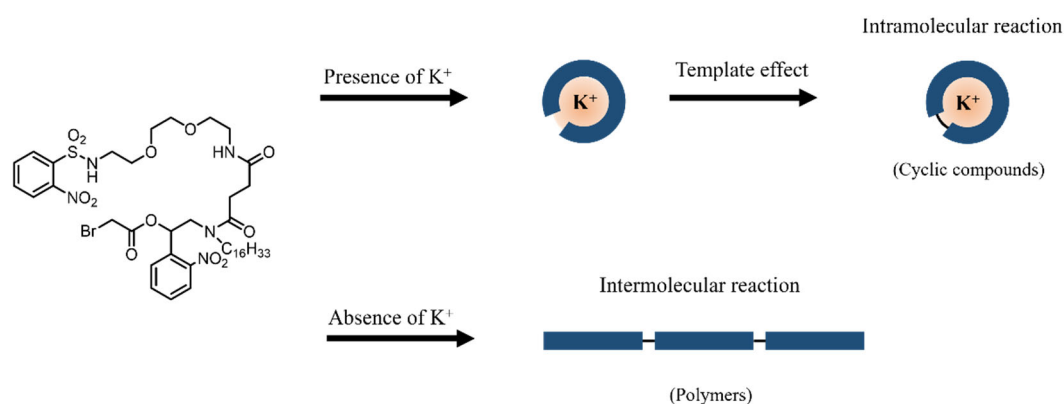 Intramolecular reaction
Presence of K⁺
Template effect
K⁺
K⁺
(Cyclic compounds)
O₂
S
N
H
NO₂
O
O
HN
O
Br
O
O
N
O
C₁₆H₃₃
NO₂
Intermolecular reaction
Absence of K⁺
(Polymers)